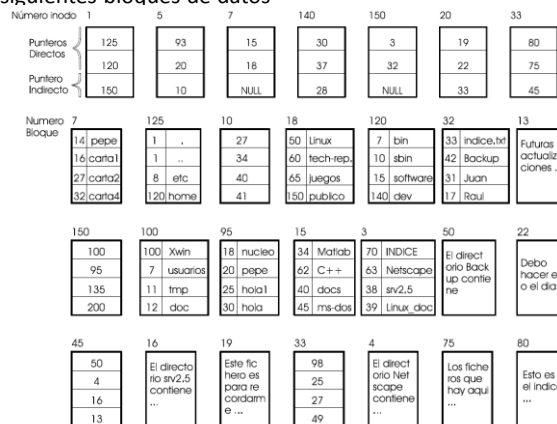 siguientes bloques de datos
Número inodo 1 5 7 140 150 20 33
Punteros
Directos
125 93 15 30 3 19 80
120 20 18 37 32 22 75
Puntero
Indirecto
150 10 NULL 28 NULL 33 45
Numero
Bloque
7 125 10 18 120 32 13
14 pepe 1 . 27 50 Linux 7 bin 33 indice.txt Futuras
16 carta1 1 .. 34 60 tech-rep. 10 sbin 42 Backup actualiz
27 carta2 8 etc 40 65 juegos 15 software 31 Juan ciones ..
32 carta4 120 home 41 150 publico 140 dev 17 Raul
150 100 95 15 3 50 22
100 100 Xwin 18 nucieo 34 Matlab 70 INDICE El direct
95 7 usuarios 20 pepe 62 C++ 63 Netscape orio Back Debo
135 11 tmp 25 hola1 40 docs 38 srv2,5 up contie hacer e
200 12 doc 30 hola 45 ms-dos 39 Linux_doc ne o el dia
45 16 19 33 4 75 80
50 El directo Este fic 98 El direct Los fiche Esto es
4 rio srv2.5 hero es 25 orio Net ros que el indic
16 contiene para re 27 scape hay aqui ...
13 ... cordarm 49 contiene ...
e ... ...